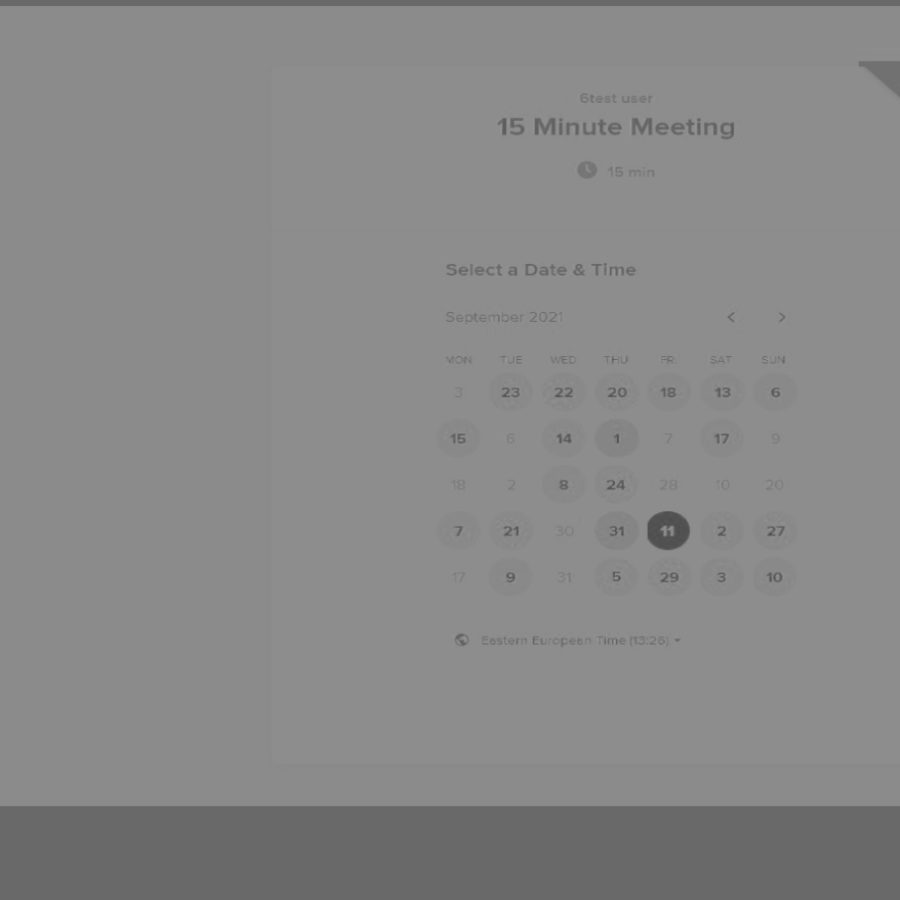 6test user
15 Minute Meeting
15 min
Select a Date & Time
September 2021 < >
MON TUE WED THU FRI SAT SUN
3 23 22 20 18 13 6
15 6 14 1 7 17 9
18 2 8 24 28 10 20
7 21 30 31 11 2 27
17 9 31 5 29 3 10
Eastern European Time (13:26)